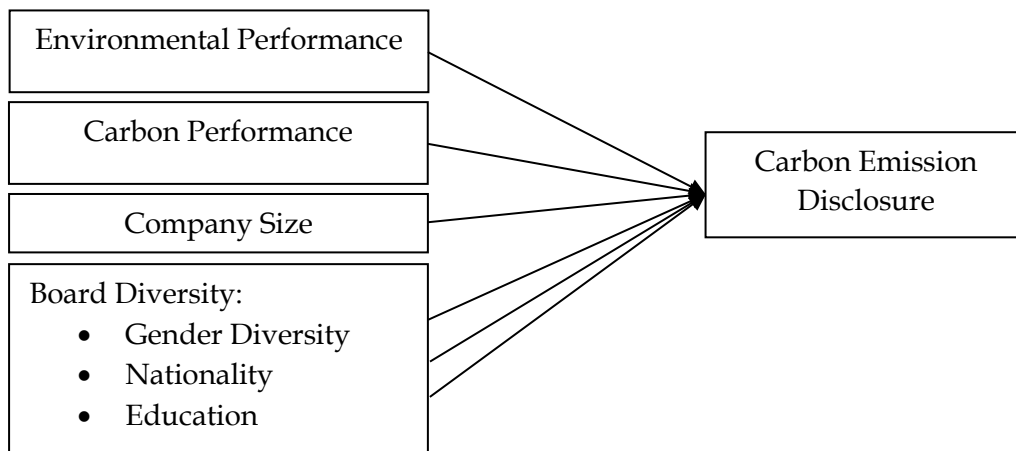 Environmental Performance
Carbon Performance
Company Size
Board Diversity:
• Gender Diversity
• Nationality
• Education
Carbon Emission
Disclosure